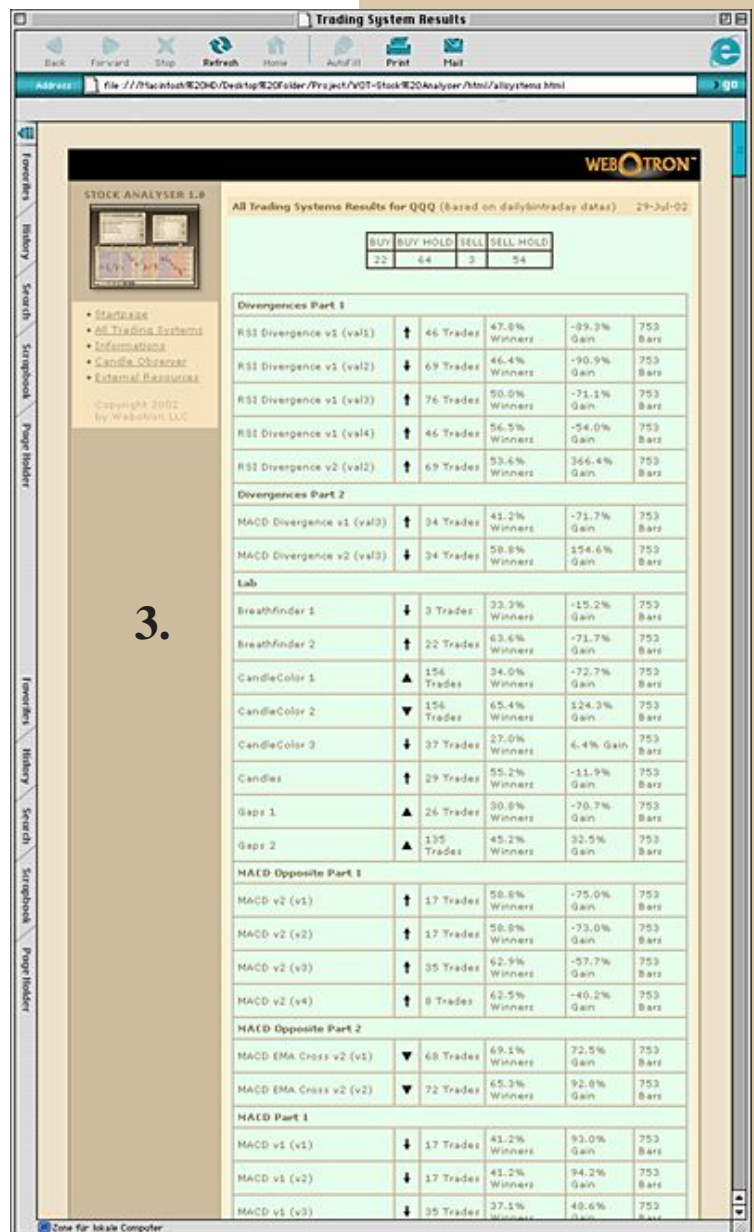 Trading System Results
Back Forward Stop Refresh Home AutoFill Print Mail
Address: file:///Macintosh%20HD/Desktop%20Folder/Project/WOT-Stock%20Analyser/html/allsystems.html go
WEBOTRON™
STOCK ANALYSER 1.0
• Startpage
• All Trading Systems
• Informations
• Candle Observer
• External Resources
Copyright 2002
by Webotron LLC
All Trading Systems Results for QQQ (Based on daily&intraday datas) 29-Jul-02
BUY BUY HOLD SELL SELL HOLD
22 64 3 54
Divergences Part 1
RSI Divergence v1 (val1) ↑ 46 Trades 47.8% Winners -89.3% Gain 753 Bars
RSI Divergence v1 (val2) ↓ 69 Trades 46.4% Winners -90.9% Gain 753 Bars
RSI Divergence v1 (val3) ↑ 76 Trades 50.0% Winners -71.1% Gain 753 Bars
RSI Divergence v1 (val4) ↑ 46 Trades 56.5% Winners -54.0% Gain 753 Bars
RSI Divergence v2 (val2) ↑ 69 Trades 53.6% Winners 366.4% Gain 753 Bars
Divergences Part 2
MACD Divergence v1 (val3) ↑ 34 Trades 41.2% Winners -71.7% Gain 753 Bars
MACD Divergence v2 (val3) ↓ 34 Trades 58.8% Winners 154.6% Gain 753 Bars
Lab
Breathfinder 1 ↓ 3 Trades 33.3% Winners -15.2% Gain 753 Bars
Breathfinder 2 ↑ 22 Trades 63.6% Winners -71.7% Gain 753 Bars
CandleColor 1 ▲ 156 Trades 34.0% Winners -72.7% Gain 753 Bars
CandleColor 2 ▼ 156 Trades 65.4% Winners 124.3% Gain 753 Bars
CandleColor 3 ↓ 37 Trades 27.0% Winners 6.4% Gain 753 Bars
Candles ↑ 29 Trades 55.2% Winners -11.9% Gain 753 Bars
Gaps 1 ▲ 26 Trades 30.8% Winners -70.7% Gain 753 Bars
Gaps 2 ▲ 135 Trades 45.2% Winners 32.5% Gain 753 Bars
MACD Opposite Part 1
MACD v2 (v1) ↑ 17 Trades 58.8% Winners -75.0% Gain 753 Bars
MACD v2 (v2) ↑ 17 Trades 58.8% Winners -73.0% Gain 753 Bars
MACD v2 (v3) ↑ 35 Trades 62.9% Winners -57.7% Gain 753 Bars
MACD v2 (v4) ↑ 8 Trades 62.5% Winners -40.2% Gain 753 Bars
MACD Opposite Part 2
MACD EMA Cross v2 (v1) ▼ 68 Trades 69.1% Winners 72.5% Gain 753 Bars
MACD EMA Cross v2 (v2) ▼ 72 Trades 65.3% Winners 92.8% Gain 753 Bars
MACD Part 1
MACD v1 (v1) ↓ 17 Trades 41.2% Winners 93.0% Gain 753 Bars
MACD v1 (v2) ↓ 17 Trades 41.2% Winners 94.2% Gain 753 Bars
MACD v1 (v3) ↓ 35 Trades 37.1% Winners 48.6% Gain 753 Bars
3.
Favorites
History
Search
Scrapbook
Page Holder
Favorites
History
Search
Scrapbook
Page Holder
Zone für lokale Computer